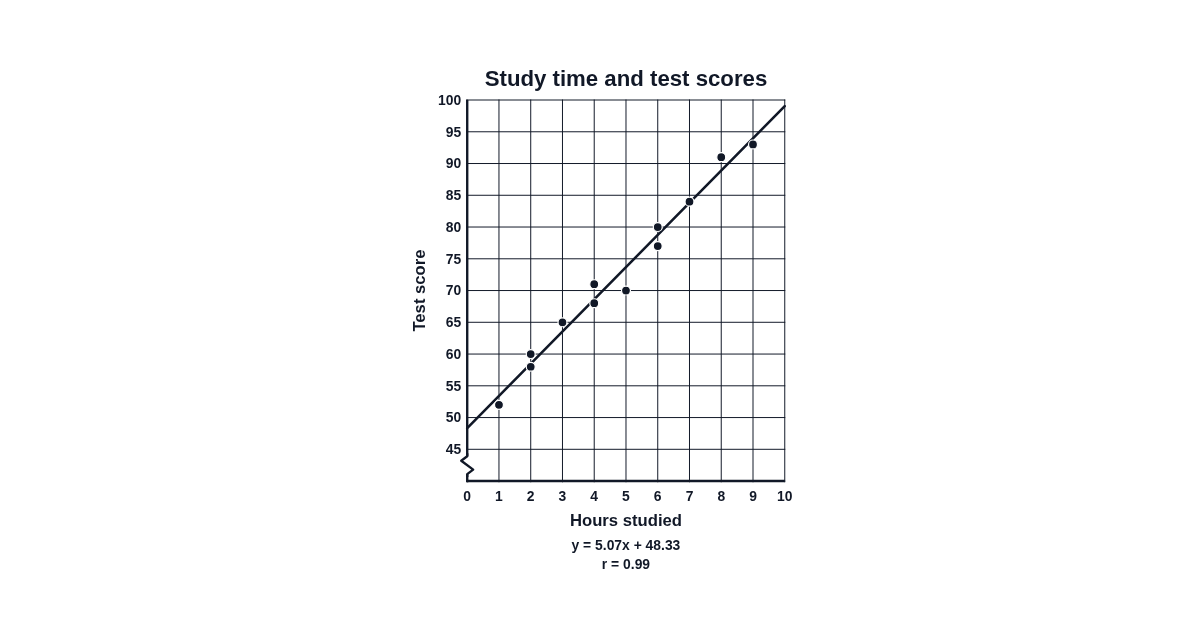 Study time and test scores
100
95
90
85
80
75
70
65
60
55
50
45
Test score
0 1 2 3 4 5 6 7 8 9 10
Hours studied
y = 5.07x + 48.33
r = 0.99